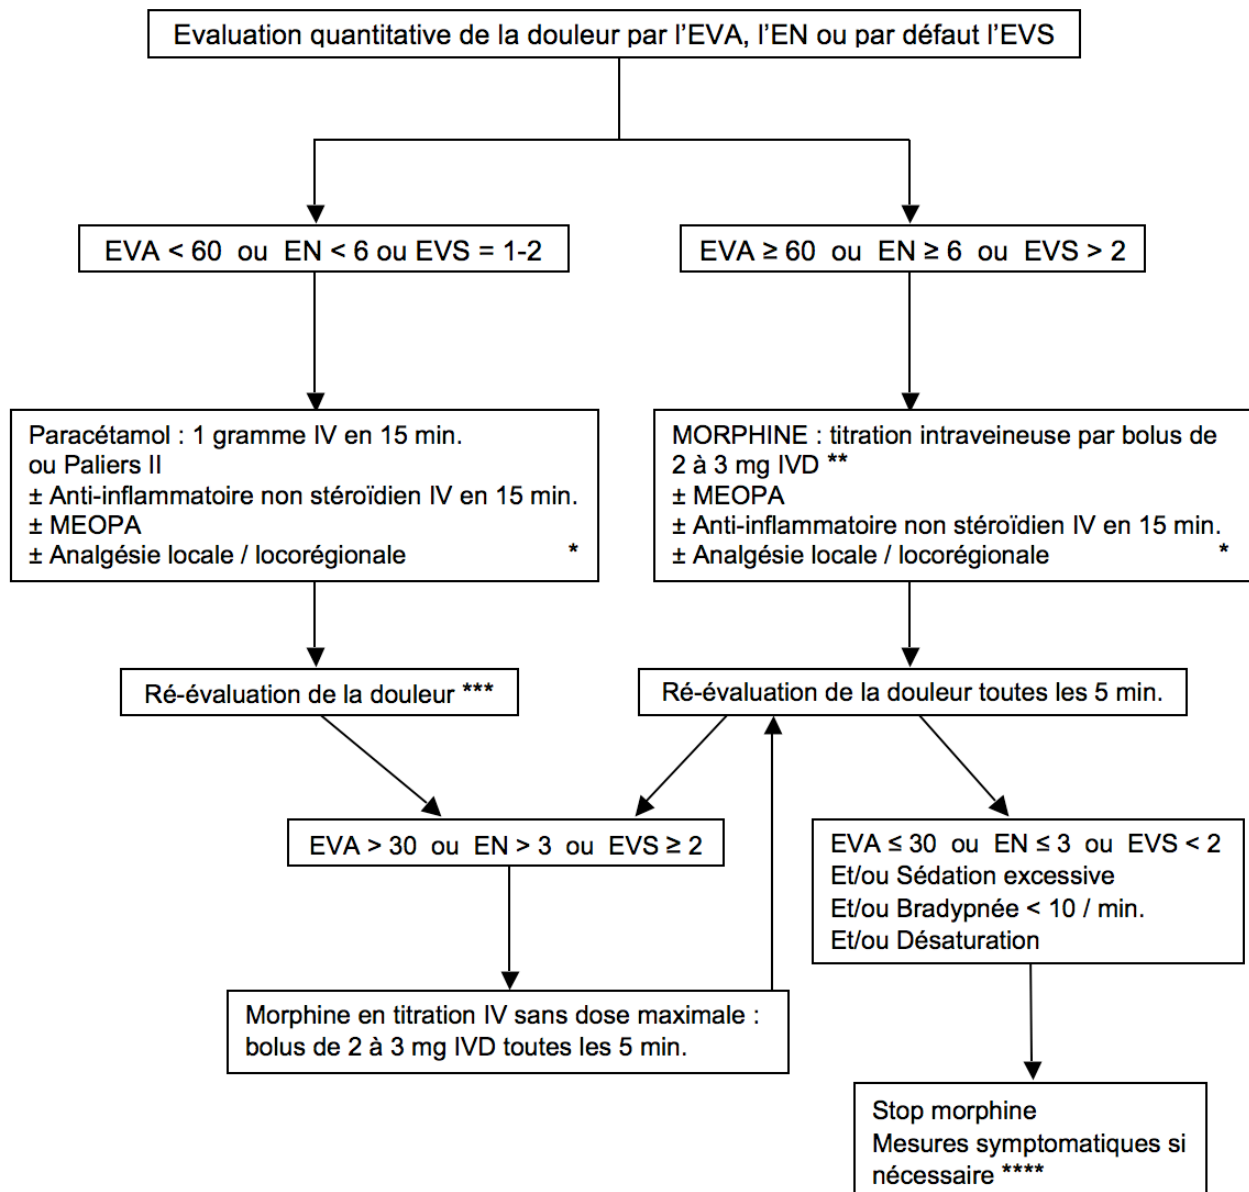 Evaluation quantitative de la douleur par l'EVA, l'EN ou par défaut l'EVS
EVA < 60 ou EN < 6 ou EVS = 1-2
EVA ≥ 60 ou EN ≥ 6 ou EVS > 2
Paracétamol : 1 gramme IV en 15 min.
ou Paliers II
± Anti-inflammatoire non stéroïdien IV en 15 min.
± MEOPA
± Analgésie locale / locorégionale *
MORPHINE : titration intraveineuse par bolus de
2 à 3 mg IVD **
± MEOPA
± Anti-inflammatoire non stéroïdien IV en 15 min.
± Analgésie locale / locorégionale *
Ré-évaluation de la douleur ***
Ré-évaluation de la douleur toutes les 5 min.
EVA > 30 ou EN > 3 ou EVS ≥ 2
EVA ≤ 30 ou EN ≤ 3 ou EVS < 2
Et/ou Sédation excessive
Et/ou Bradypnée < 10 / min.
Et/ou Désaturation
Morphine en titration IV sans dose maximale :
bolus de 2 à 3 mg IVD toutes les 5 min.
Stop morphine
Mesures symptomatiques si
nécessaire ****